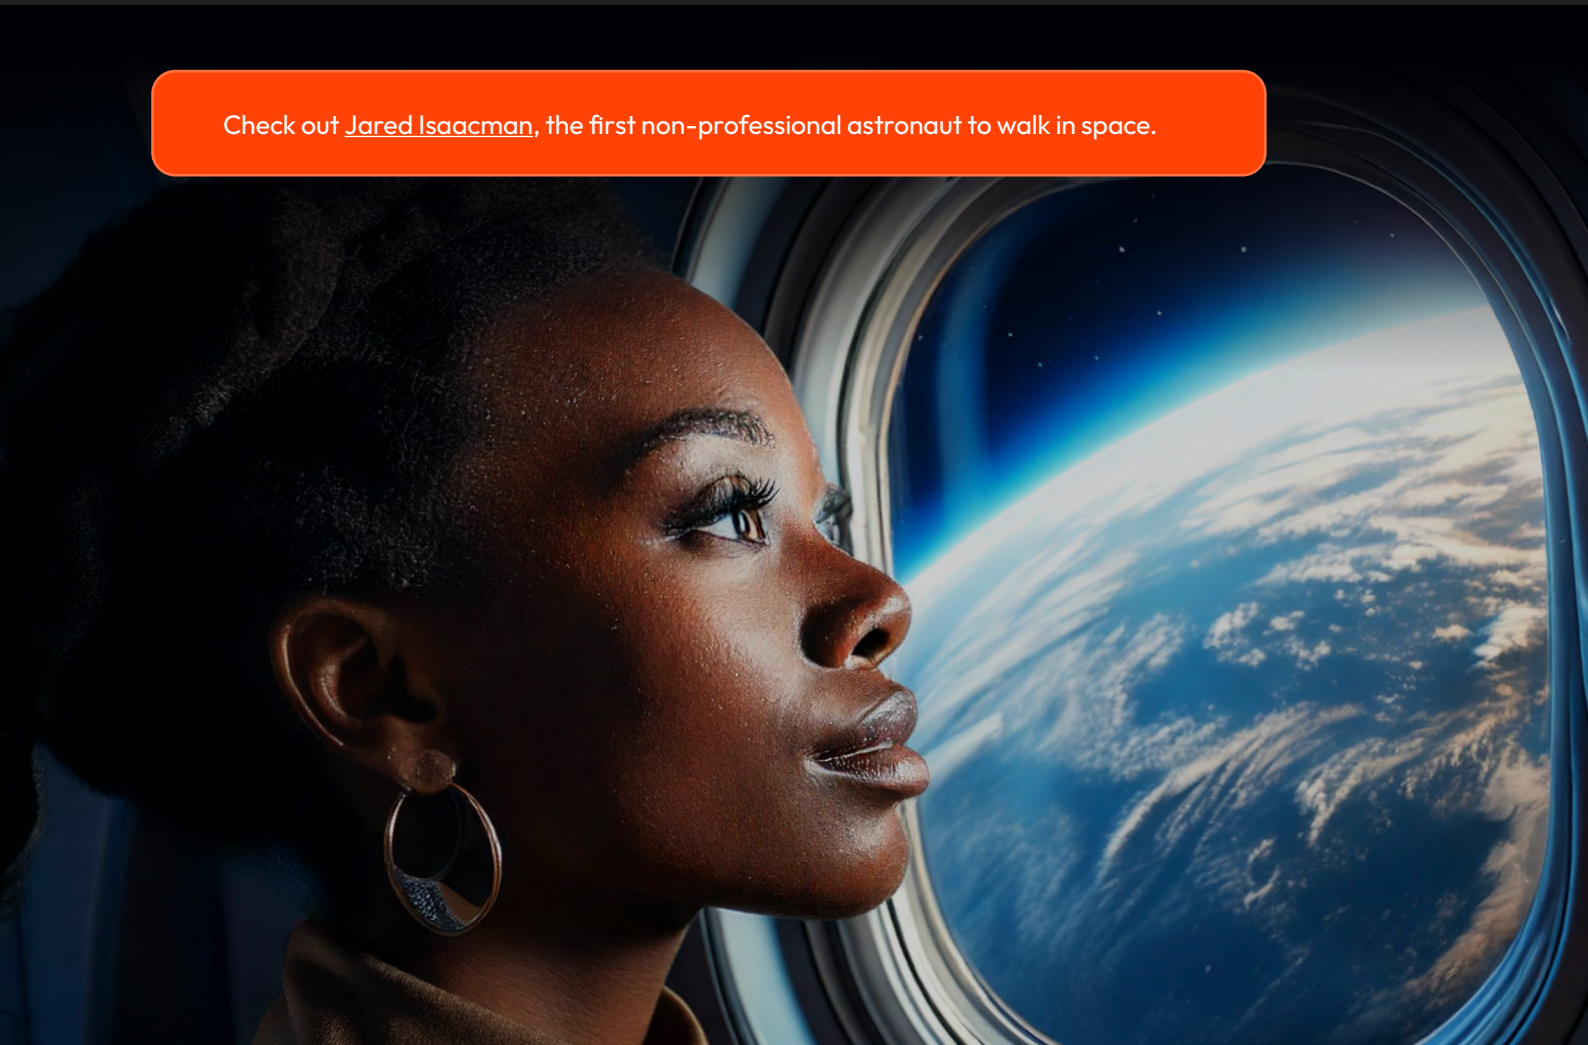 Check out Jared Isaacman, the first non-professional astronaut to walk in space.